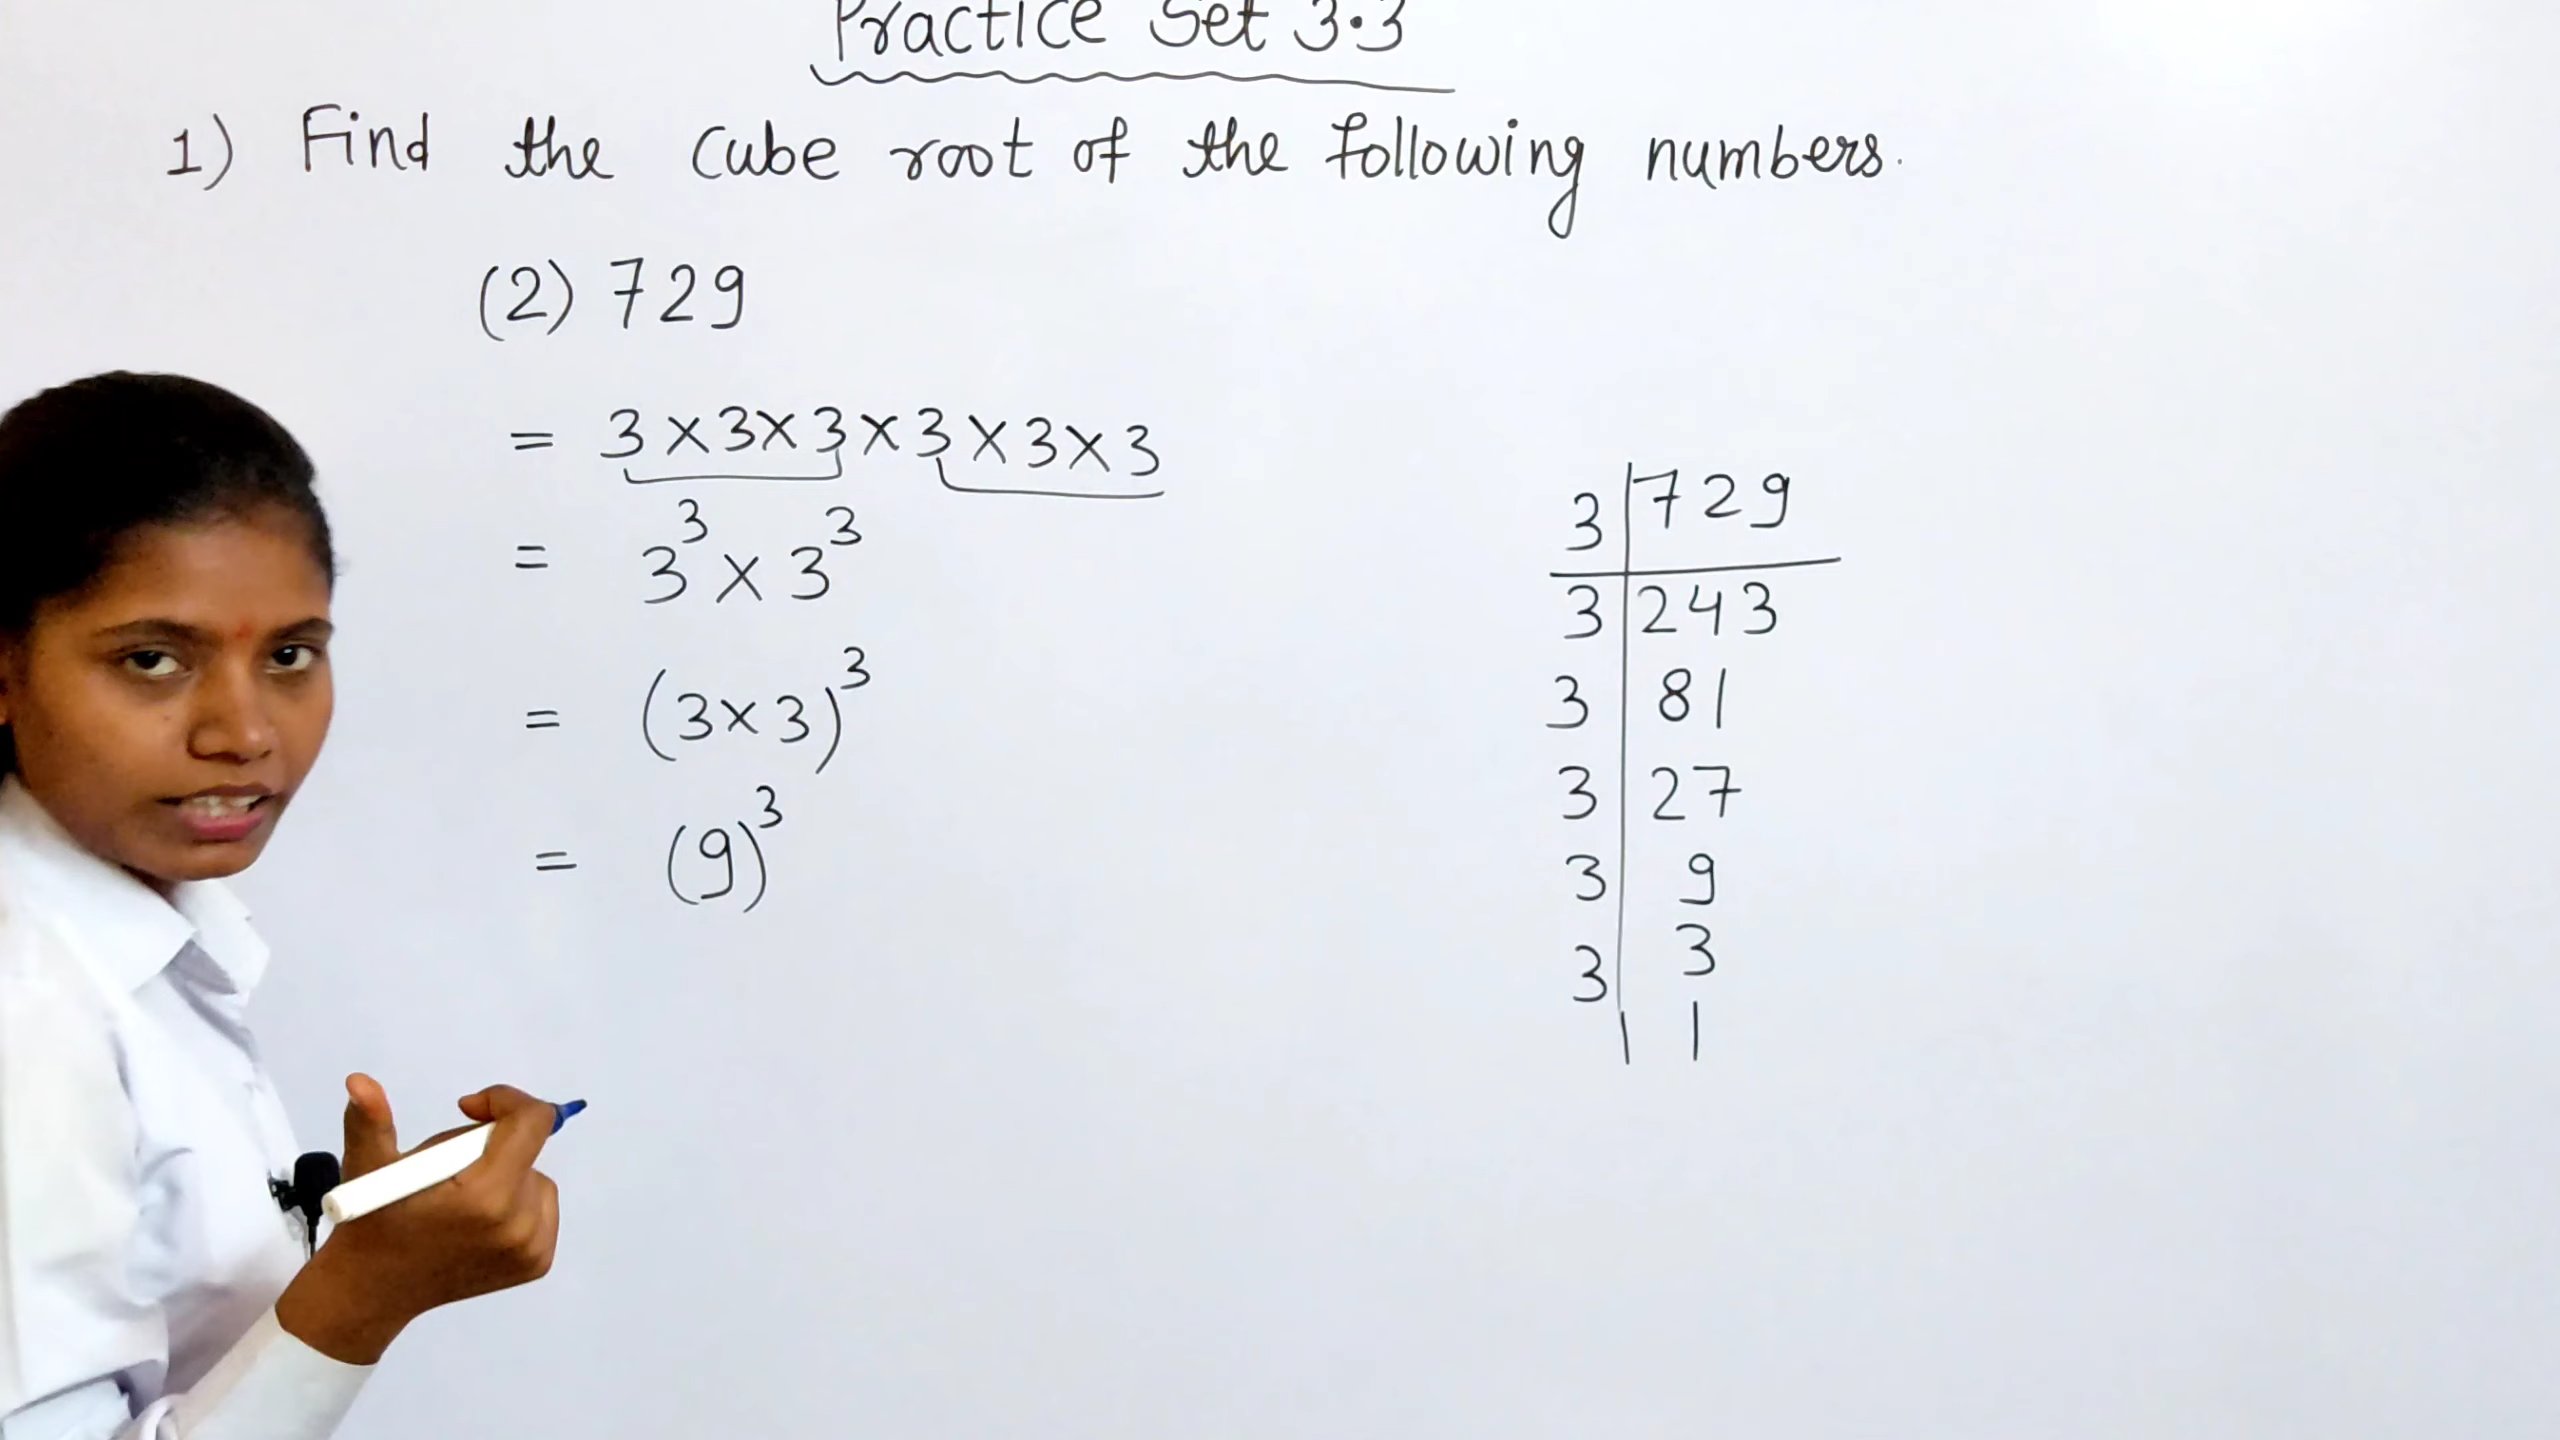 Practice Set 3.3
1) Find the cube root of the following numbers.
(2) 729
= 3 × 3 × 3 × 3 × 3 × 3
= 3³ × 3³
= (3×3)³
= (9)³
3 | 729
3 | 243
3 | 81
3 | 27
3 | 9
3 | 3
| 1